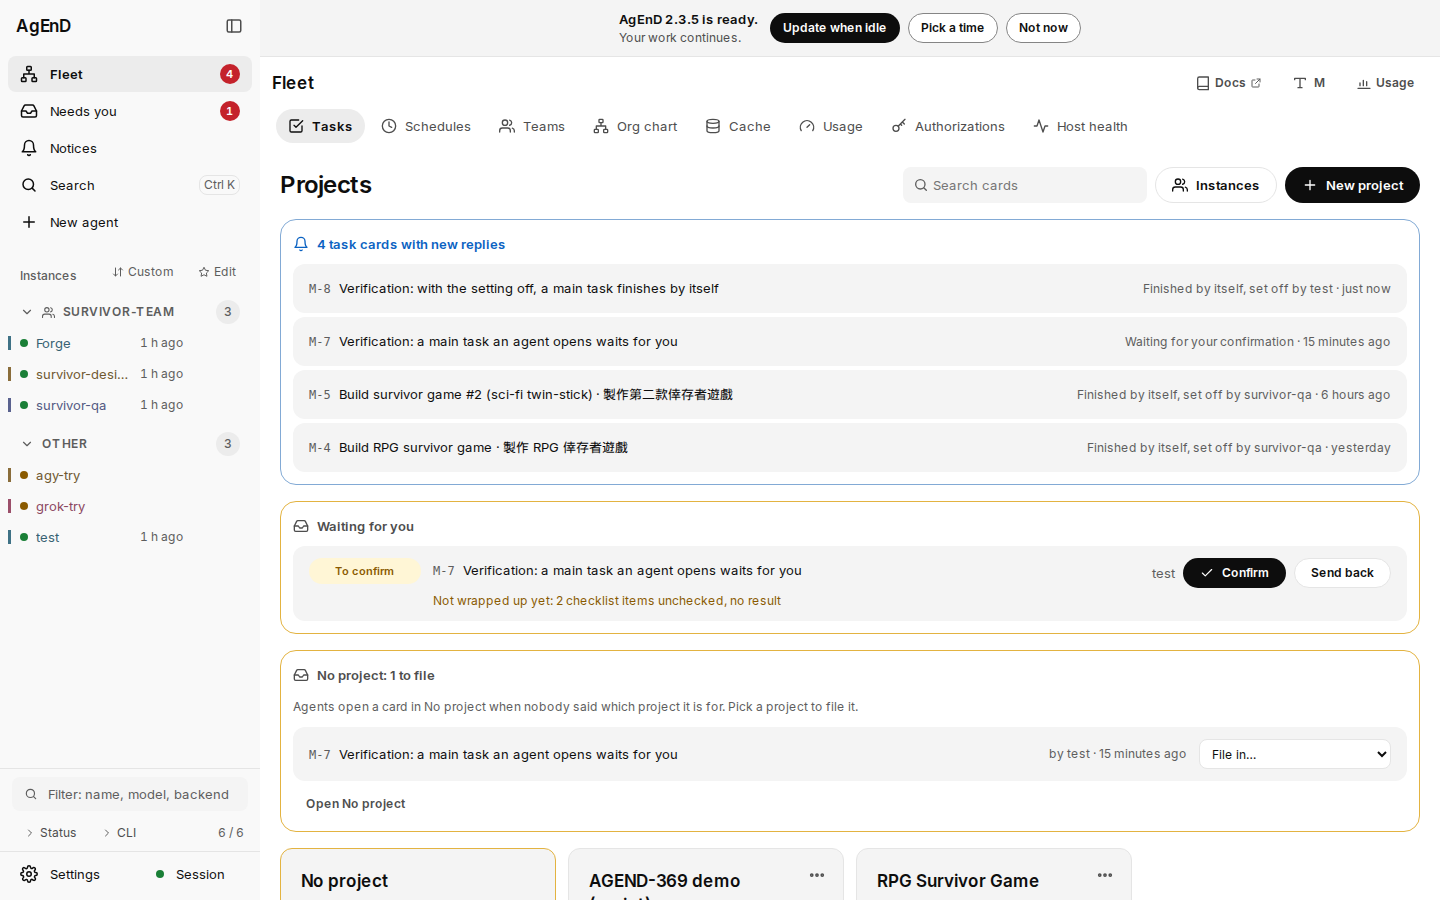 AgEnD
Fleet 4
Needs you 1
Notices
Search Ctrl K
New agent
Instances Custom Edit
SURVIVOR-TEAM 3
Forge 1 h ago
survivor-desi... 1 h ago
survivor-qa 1 h ago
OTHER 3
agy-try
grok-try
test 1 h ago
Filter: name, model, backend
Status CLI 6 / 6
Settings Session
AgEnD 2.3.5 is ready.
Your work continues.
Update when idle Pick a time Not now
Fleet Docs M Usage
Tasks Schedules Teams Org chart Cache Usage Authorizations Host health
Projects Search cards Instances New project
4 task cards with new replies
M-8 Verification: with the setting off, a main task finishes by itself Finished by itself, set off by test · just now
M-7 Verification: a main task an agent opens waits for you Waiting for your confirmation · 15 minutes ago
M-5 Build survivor game #2 (sci-fi twin-stick) · 製作第二款倖存者遊戲 Finished by itself, set off by survivor-qa · 6 hours ago
M-4 Build RPG survivor game · 製作 RPG 倖存者遊戲 Finished by itself, set off by survivor-qa · yesterday
Waiting for you
To confirm M-7 Verification: a main task an agent opens waits for you test Confirm Send back
Not wrapped up yet: 2 checklist items unchecked, no result
No project: 1 to file
Agents open a card in No project when nobody said which project it is for. Pick a project to file it.
M-7 Verification: a main task an agent opens waits for you by test · 15 minutes ago File in...
Open No project
No project AGEND-369 demo RPG Survivor Game